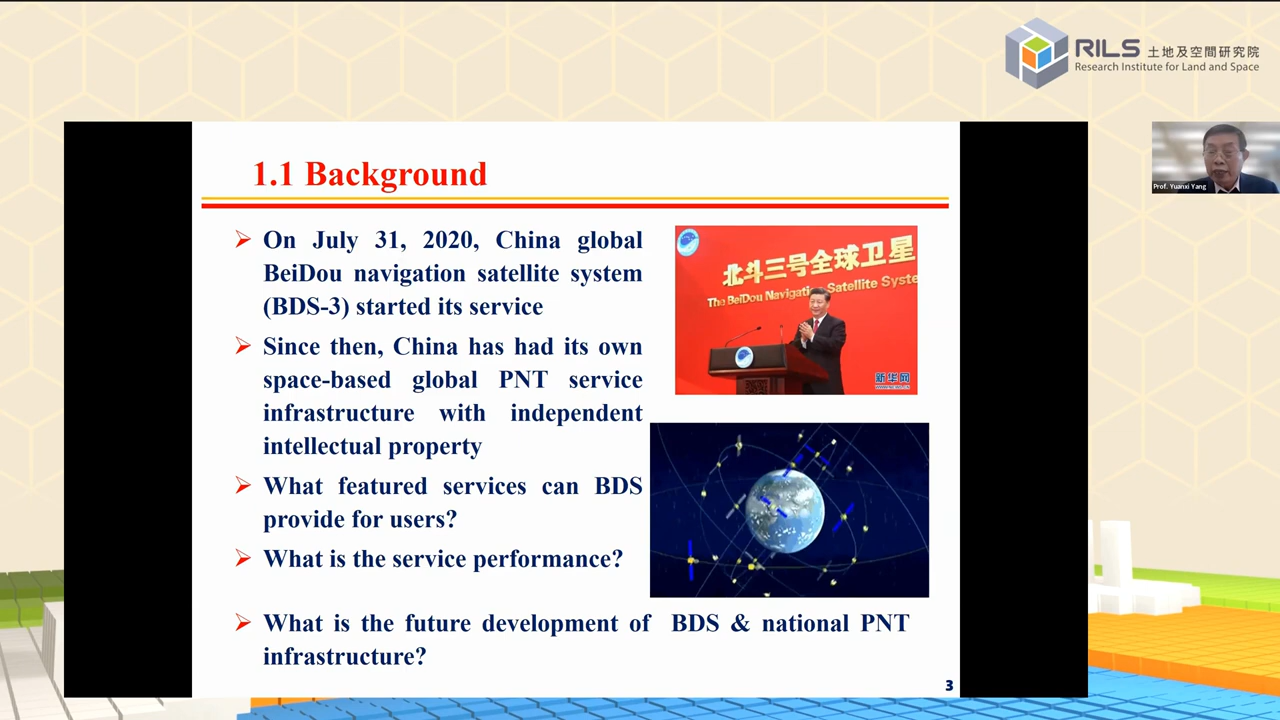 RILS 土地及空間研究院
Research Institute for Land and Space
Prof. Yuanxi Yang
1.1 Background
➢ On July 31, 2020, China global
BeiDou navigation satellite system
(BDS-3) started its service
➢ Since then, China has had its own
space-based global PNT service
infrastructure with independent
intellectual property
➢ What featured services can BDS
provide for users?
➢ What is the service performance?
➢ What is the future development of BDS & national PNT
infrastructure?
北斗三号全球卫星
The BeiDou Navigation Satellite Syste
新华网
3